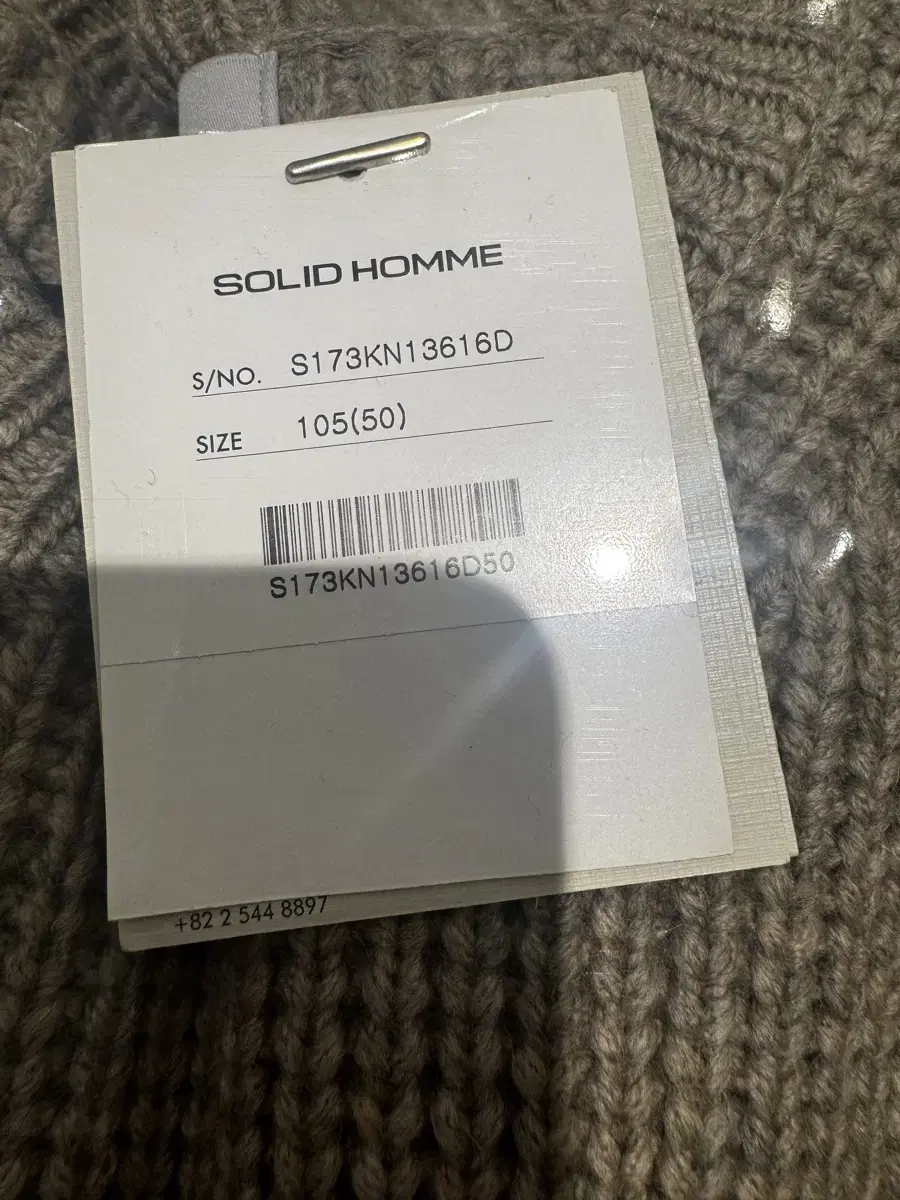 SOLID HOMME
S/NO. S173KN13616D
SIZE 105(50)
S173KN13616D50
+82 2 544 8897